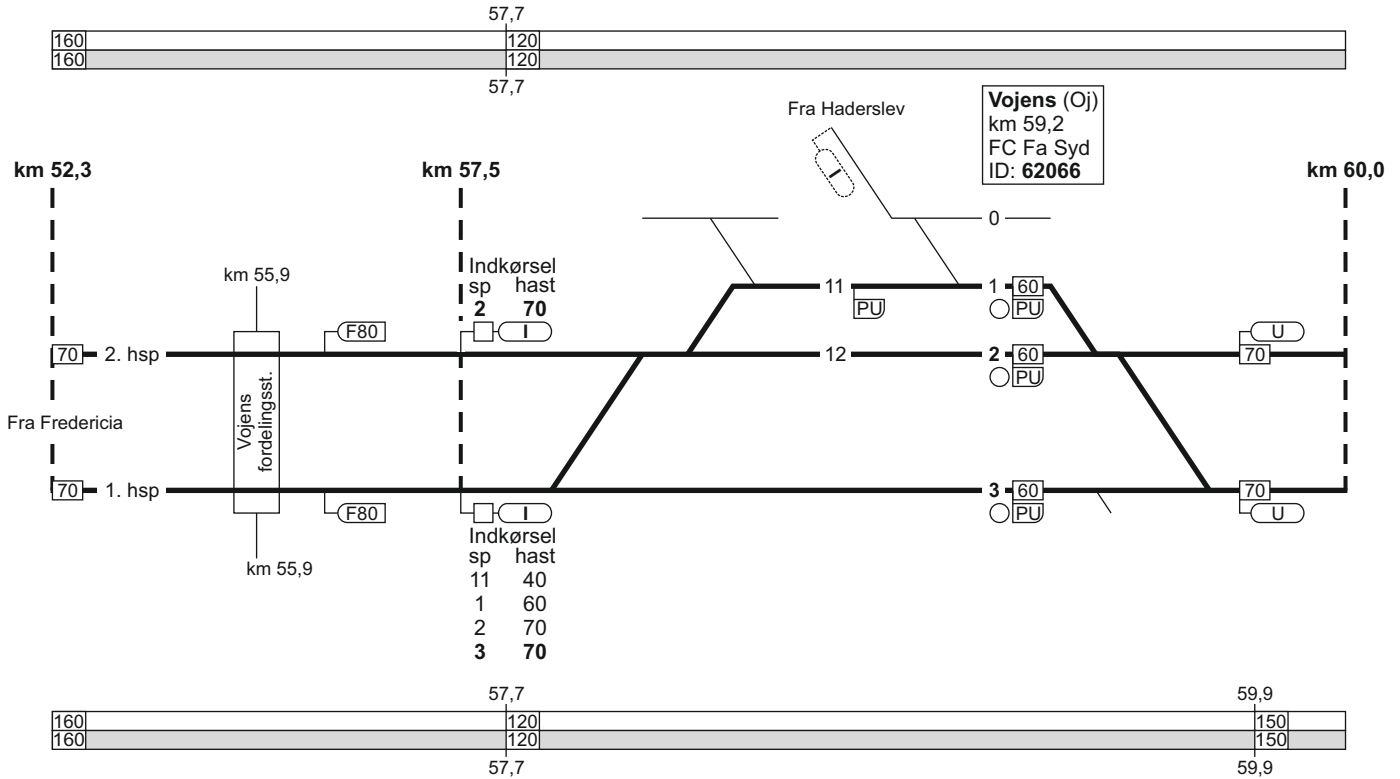 57,7
160 120
160 120
57,7
Fra Haderslev
Vojens (Oj)
km 59,2
FC Fa Syd
ID: 62066
km 52,3
km 57,5
km 60,0
I
0
km 55,9
Indkørsel
sp hast
2 70
11
1 60
PU
PU
F80
I
U
70 2. hsp
12
2 60
70
PU
Vojens
fordelingsst.
Fra Fredericia
70 1. hsp
3 60
70
F80
I
PU
U
Indkørsel
sp hast
11 40
1 60
2 70
3 70
km 55,9
57,7
59,9
160 120 150
160 120 150
57,7
59,9